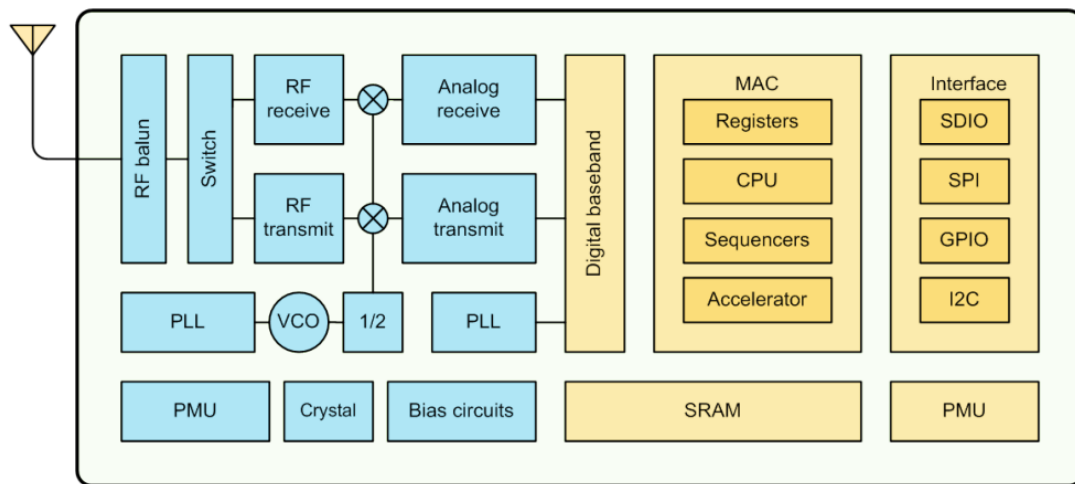 RF balun
Switch
RF
receive
Analog
receive
RF
transmit
Analog
transmit
PLL
VCO
1/2
PLL
Digital baseband
MAC
Registers
CPU
Sequencers
Accelerator
Interface
SDIO
SPI
GPIO
I2C
PMU
Crystal
Bias circuits
SRAM
PMU